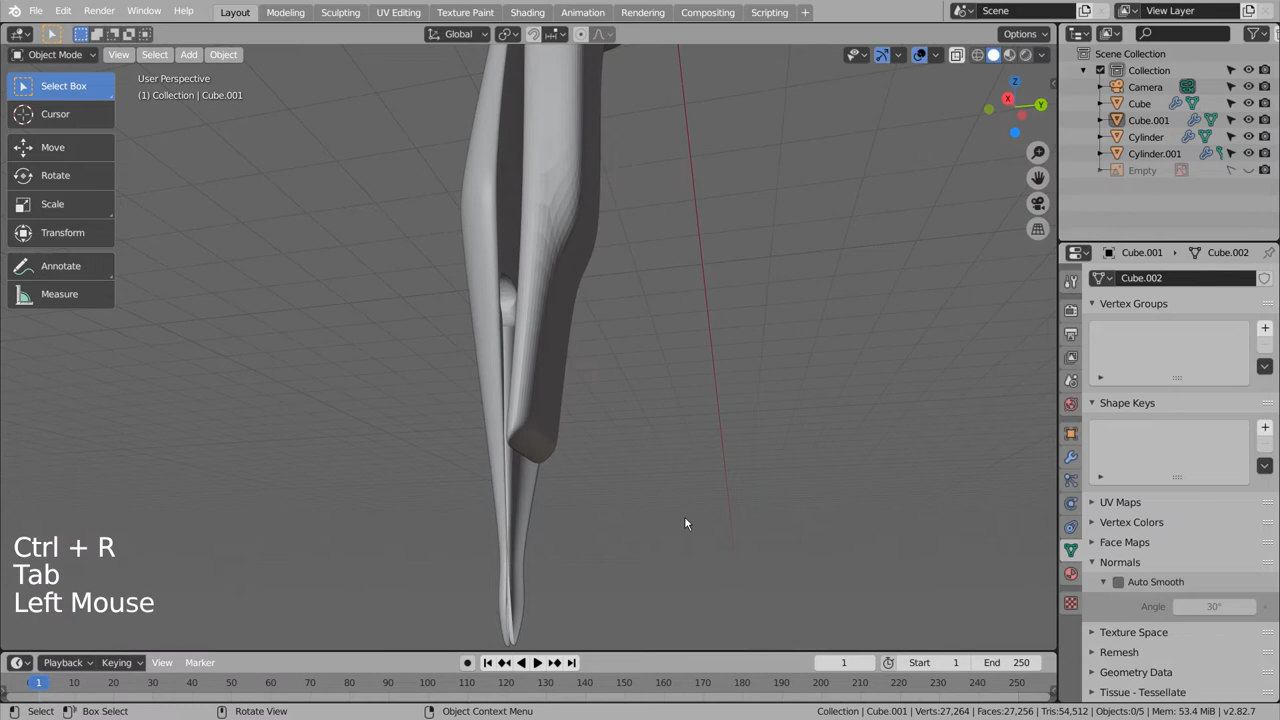 File Edit Render Window Help Layout Modeling Sculpting UV Editing Texture Paint Shading Animation Rendering Compositing Scripting + Scene View Layer
Global Options
Object Mode View Select Add Object
Select Box
Cursor
Move
Rotate
Scale
Transform
Annotate
Measure
User Perspective
(1) Collection | Cube.001
Z
X
Y
Ctrl + R
Tab
Left Mouse
Scene Collection
Collection
Camera
Cube
Cube.001
Cylinder
Cylinder.001
Empty
Cube.001 Cube.002
Cube.002
Vertex Groups
Shape Keys
UV Maps
Vertex Colors
Face Maps
Normals
Auto Smooth
Angle 30°
Texture Space
Remesh
Geometry Data
Tissue - Tessellate
Playback Keying View Marker 1 Start 1 End 250
1 10 20 30 40 50 60 70 80 90 100 110 120 130 140 150 160 170 180 190 200 210 220 230 240 250
Select Box Select Rotate View Object Context Menu Collection | Cube.001 | Verts:27,264 | Faces:27,256 | Tris:54,512 | Objects:0/5 | Mem: 53.4 MiB | v2.82.7